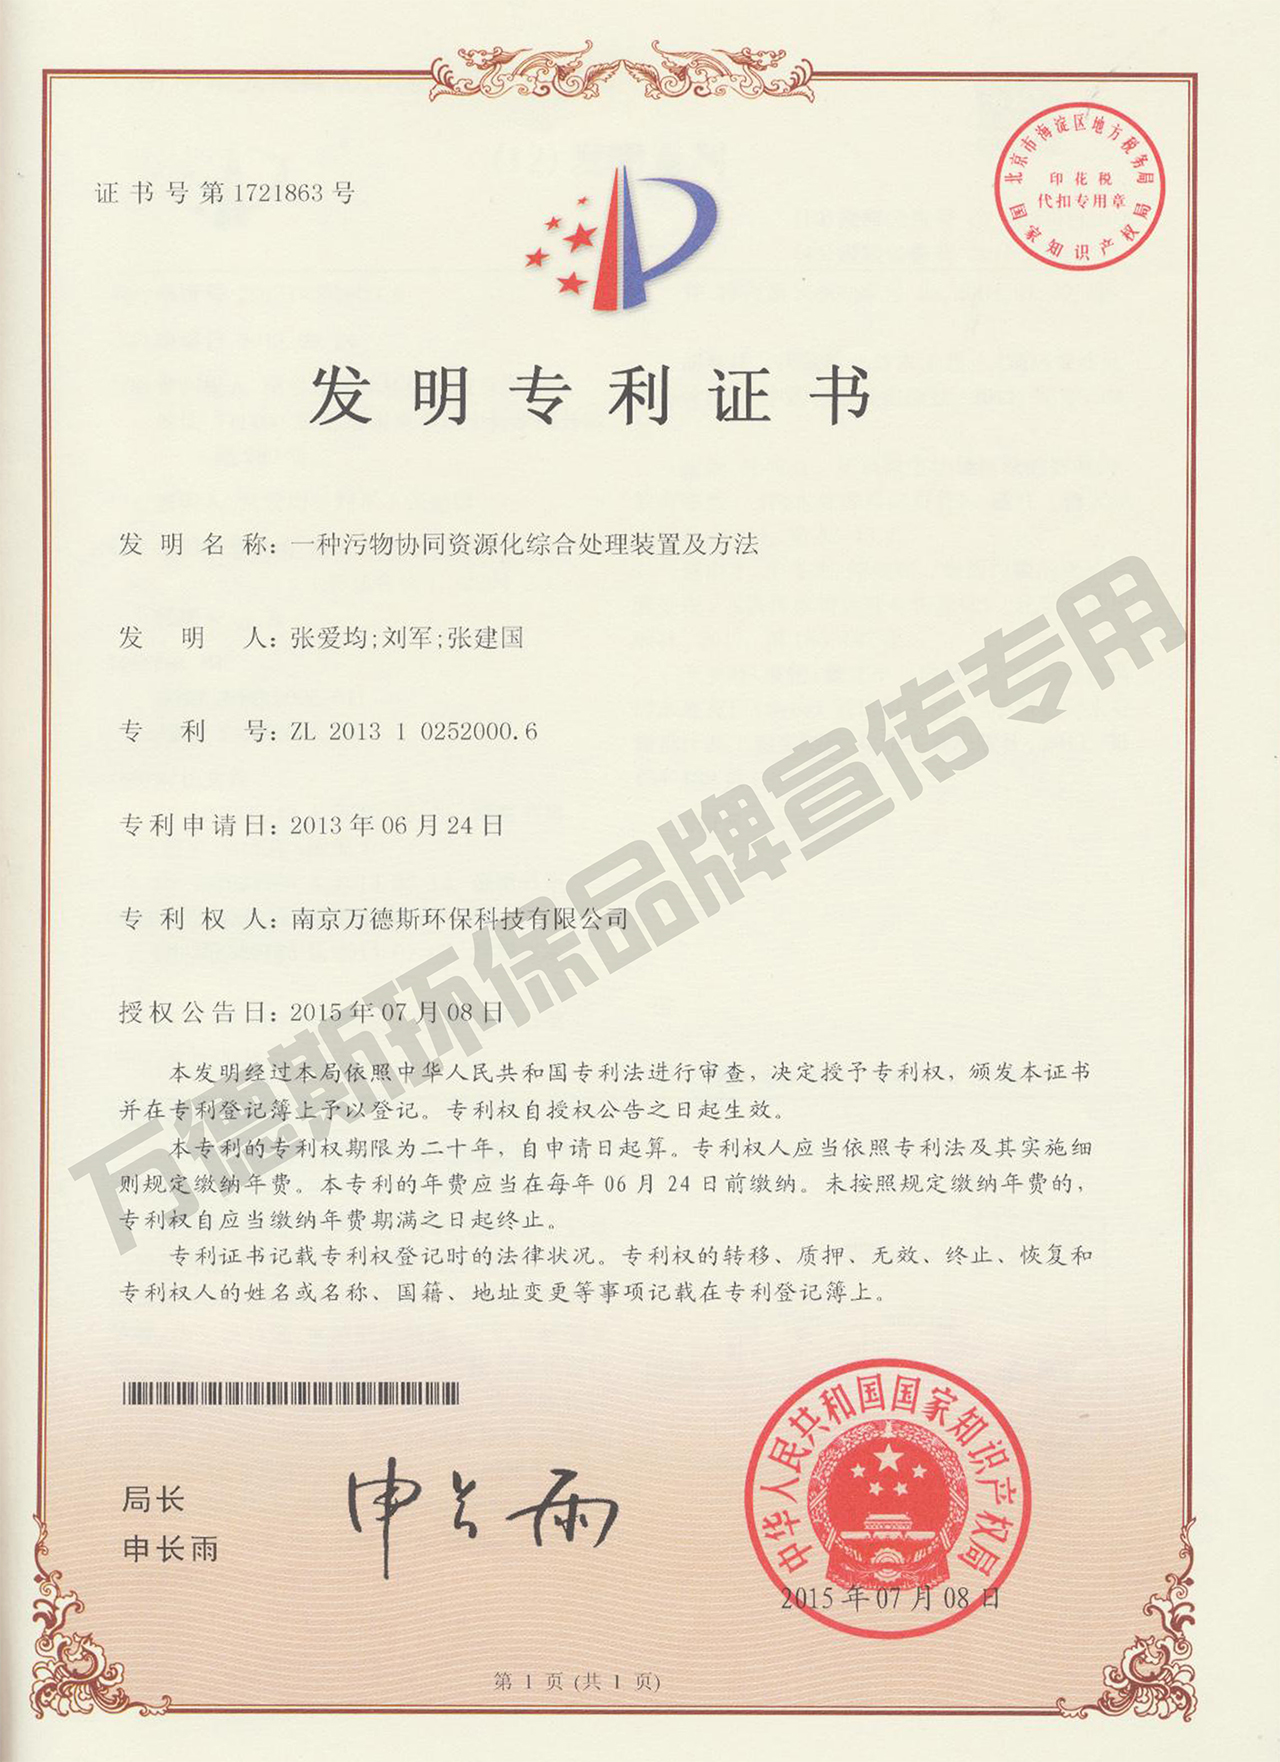 证书号第1721863号
北京市海淀区地方税务局
印花税
代扣专用章
国家知识产权局
发明专利证书
发明名称：一种污物协同资源化综合处理装置及方法
发明人：张爱均;刘军;张建国
专利号：ZL 2013 1 0252000.6
专利申请日：2013年06月24日
专利权人：南京万德斯环保科技有限公司
授权公告日：2015年07月08日
本发明经过本局依照中华人民共和国专利法进行审查，决定授予专利权，颁发本证书
并在专利登记簿上予以登记。专利权自授权公告之日起生效。
本专利的专利权期限为二十年，自申请日起算。专利权人应当依照专利法及其实施细
则规定缴纳年费。本专利的年费应当在每年06月24日前缴纳。未按照规定缴纳年费的，
专利权自应当缴纳年费期满之日起终止。
专利证书记载专利权登记时的法律状况。专利权的转移、质押、无效、终止、恢复和
专利权人的姓名或名称、国籍、地址变更等事项记载在专利登记簿上。
万德斯环保品牌宣传专用
局长
申长雨
申长雨
中华人民共和国国家知识产权局
2015年07月08日
第1页(共1页)